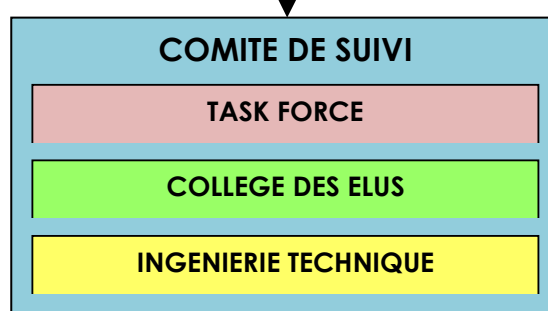 COMITE DE SUIVI
TASK FORCE
COLLEGE DES ELUS
INGENIERIE TECHNIQUE